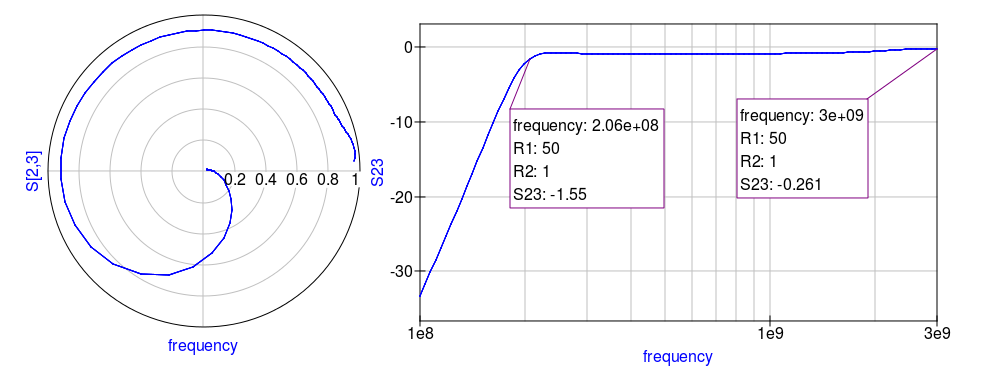 S[2,3]
0.2 0.4 0.6 0.8 1
frequency
S23
0
-10
-20
-30
1e8
1e9
3e9
frequency
frequency: 2.06e+08
R1: 50
R2: 1
S23: -1.55
frequency: 3e+09
R1: 50
R2: 1
S23: -0.261